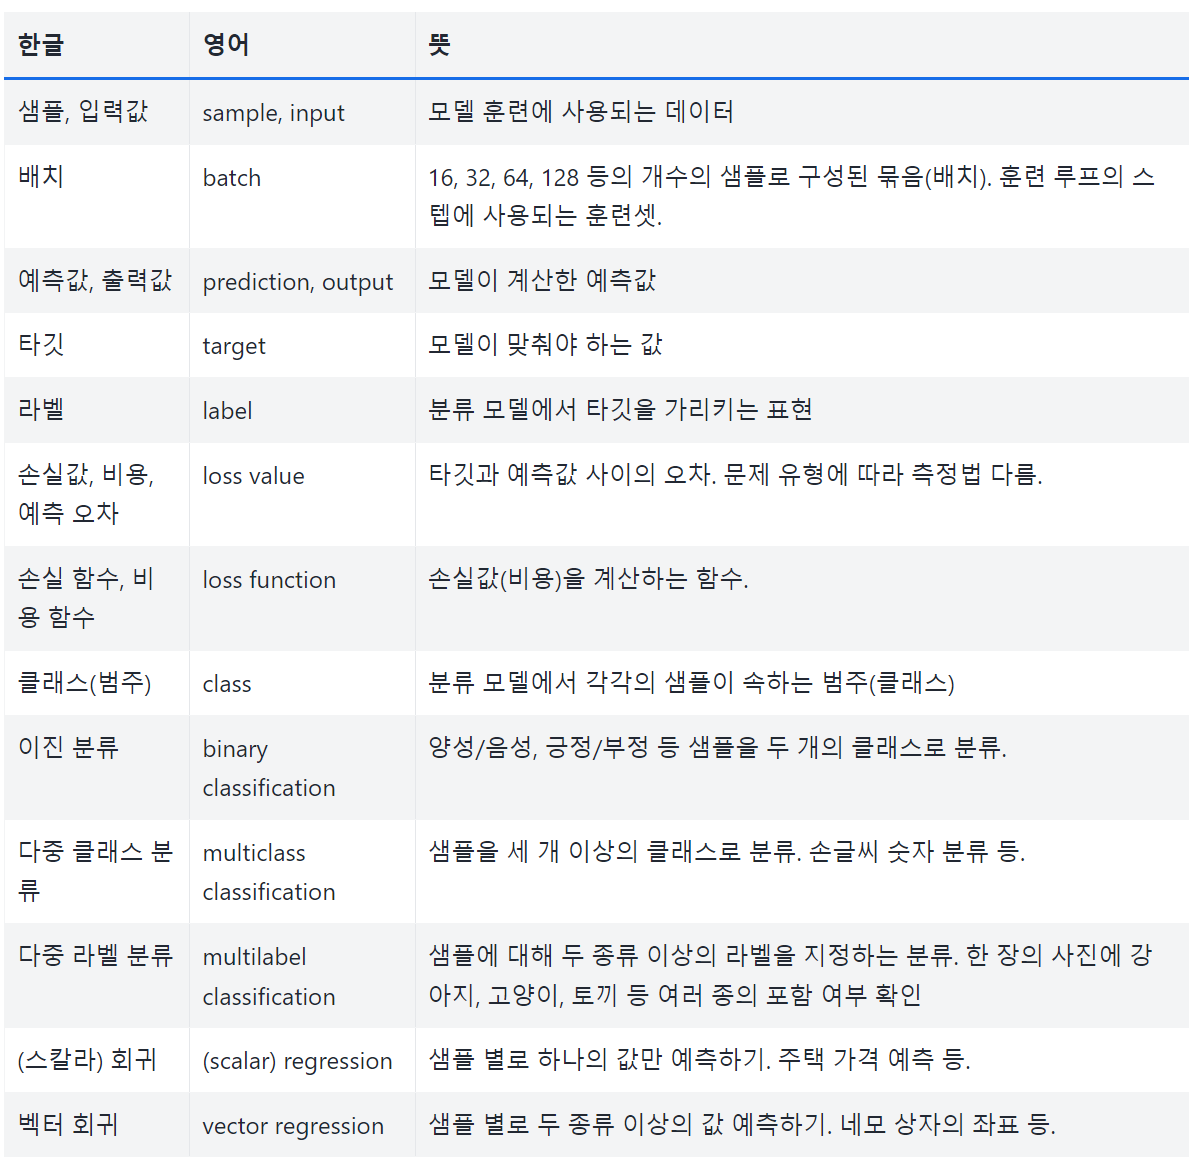 한글 영어 뜻
샘플, 입력값 sample, input 모델 훈련에 사용되는 데이터
배치 batch 16, 32, 64, 128 등의 개수의 샘플로 구성된 묶음(배치). 훈련 루프의 스
텝에 사용되는 훈련셋.
예측값, 출력값 prediction, output 모델이 계산한 예측값
타깃 target 모델이 맞춰야 하는 값
라벨 label 분류 모델에서 타깃을 가리키는 표현
손실값, 비용, loss value 타깃과 예측값 사이의 오차. 문제 유형에 따라 측정법 다름.
예측 오차
손실 함수, 비 loss function 손실값(비용)을 계산하는 함수.
용 함수
클래스(범주) class 분류 모델에서 각각의 샘플이 속하는 범주(클래스)
이진 분류 binary 양성/음성, 긍정/부정 등 샘플을 두 개의 클래스로 분류.
classification
다중 클래스 분 multiclass 샘플을 세 개 이상의 클래스로 분류. 손글씨 숫자 분류 등.
류 classification
다중 라벨 분류 multilabel 샘플에 대해 두 종류 이상의 라벨을 지정하는 분류. 한 장의 사진에 강
classification 아지, 고양이, 토끼 등 여러 종의 포함 여부 확인
(스칼라) 회귀 (scalar) regression 샘플 별로 하나의 값만 예측하기. 주택 가격 예측 등.
벡터 회귀 vector regression 샘플 별로 두 종류 이상의 값 예측하기. 네모 상자의 좌표 등.